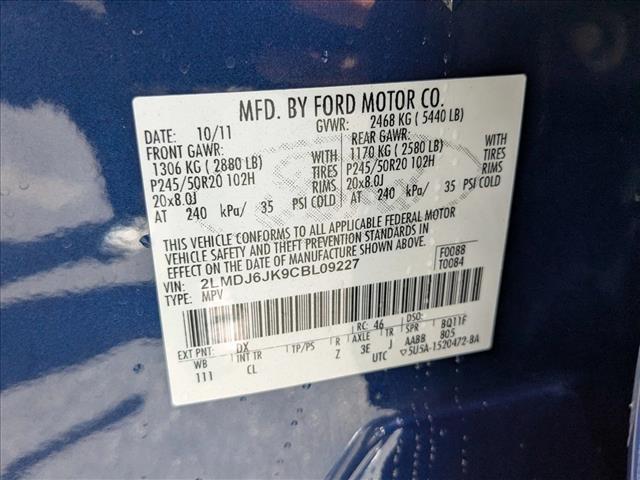 MFD. BY FORD MOTOR CO.
DATE: 10/11 GVWR: 2468 KG ( 5440 LB)
FRONT GAWR: REAR GAWR:
1306 KG ( 2880 LB) WITH 1170 KG ( 2580 LB) WITH
P245/50R20 102H TIRES P245/50R20 102H TIRES
20x8.0J RIMS 20x8.0J RIMS
AT 240 kPa/ 35 PSI COLD AT 240 kPa/ 35 PSI COLD
THIS VEHICLE CONFORMS TO ALL APPLICABLE FEDERAL MOTOR
VEHICLE SAFETY AND THEFT PREVENTION STANDARDS IN
EFFECT ON THE DATE OF MANUFACTURE SHOWN ABOVE.
VIN: 2LMDJ6JK9CBL09227 F0088
TYPE: MPV T0084
EXT PNT: DX RC: 46 DSO:
WB INT TR TP/PS R AXLE TR SPR BQ11F
111 CL Z 3E J AABB 805
UTC ▽5U5A-1520472-BA